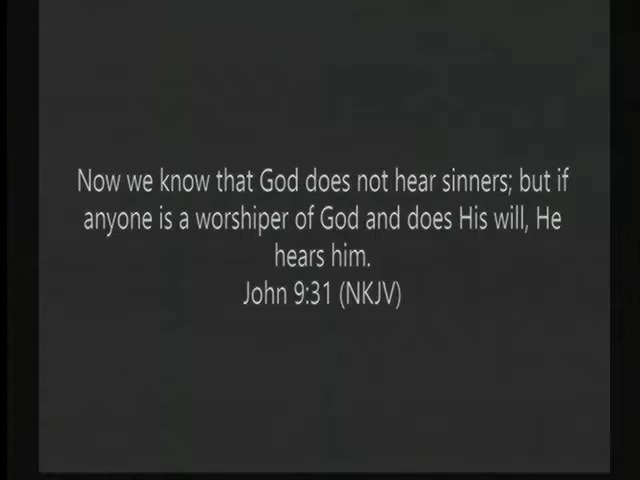 Now we know that God does not hear sinners; but if
anyone is a worshiper of God and does His will, He
hears him.
John 9:31 (NKJV)